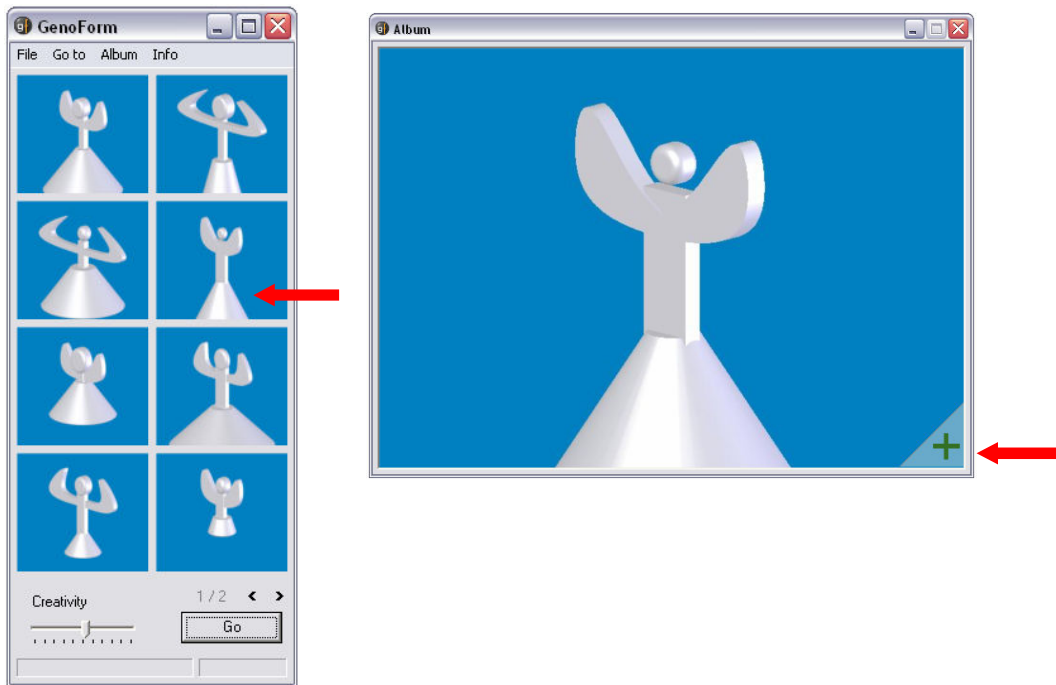 GenoForm
File Go to Album Info
Creativity
1 / 2 < >
Go
Album
+